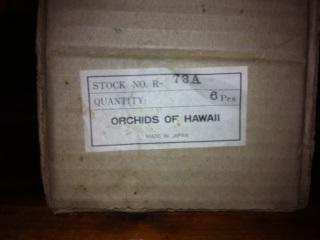 STOCK NO. R- 73A
QUANTITY: 6 Pcs
ORCHIDS OF HAWAII
MADE IN JAPAN